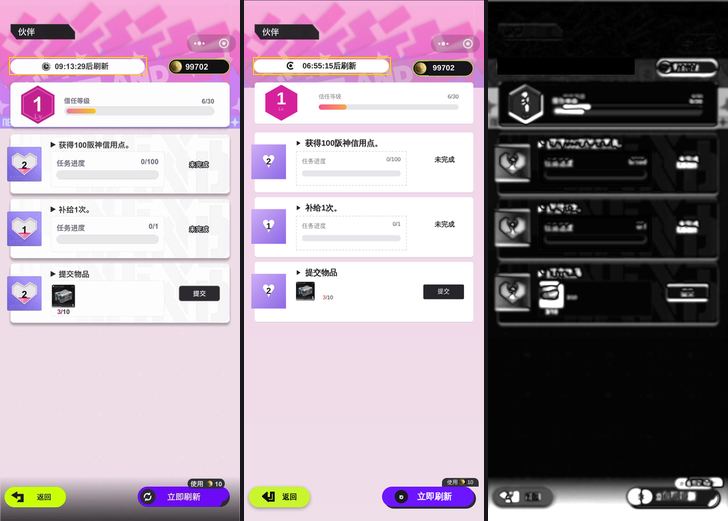 伙伴
09:13:29后刷新
99702
1
Lv
信任等级
6/30
获得100阪神信用点。
2
任务进度
0/100
未完成
补给1次。
1
任务进度
0/1
未完成
提交物品
2
3/10
提交
使用 10
返回
立即刷新
伙伴
06:55:15后刷新
99702
1
Lv
信任等级
6/30
获得100阪神信用点。
2
任务进度
0/100
未完成
补给1次。
1
任务进度
0/1
未完成
提交物品
2
3/10
提交
使用 10
返回
立即刷新